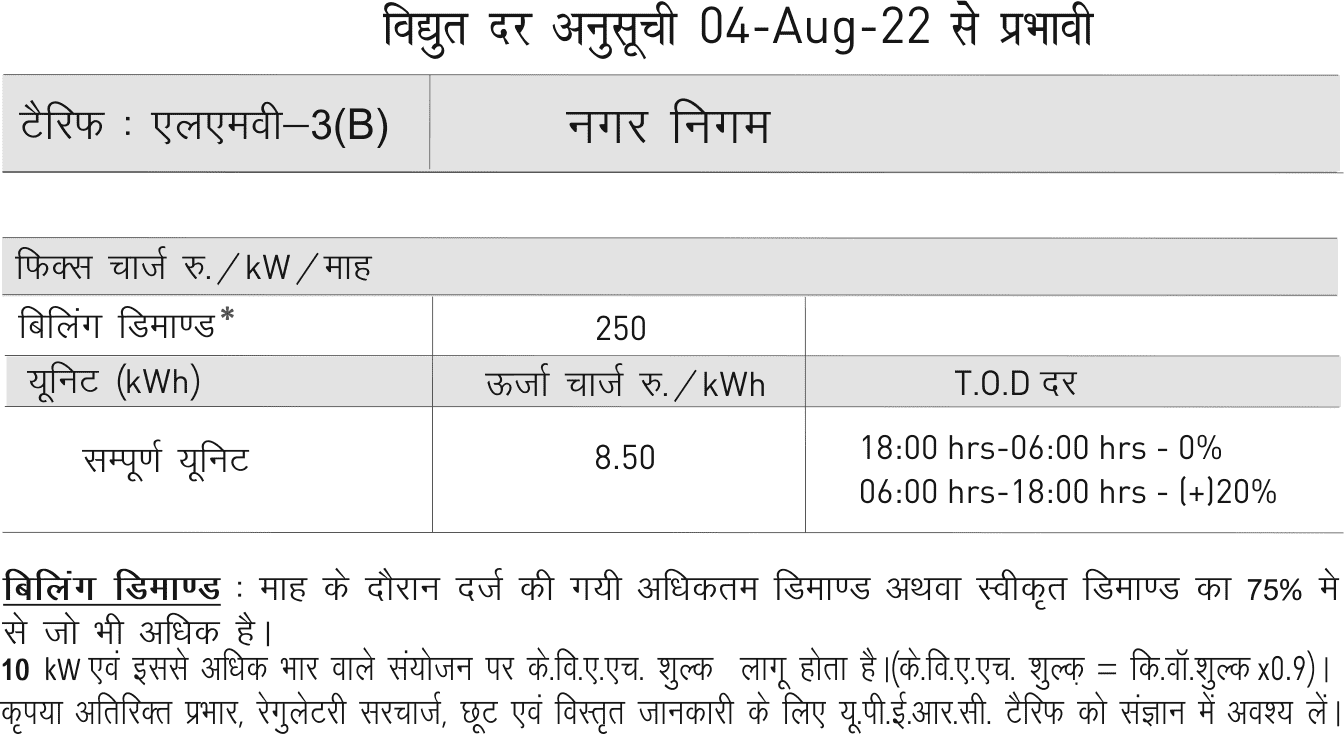 विद्युत दर अनुसूची 04-Aug-22 से प्रभावी
टैरिफ : एलएमवी–3(B) नगर निगम
फिक्स चार्ज रु./kW/माह
बिलिंग डिमाण्ड* 250
यूनिट (kWh) ऊर्जा चार्ज रु./kWh T.O.D दर
सम्पूर्ण यूनिट 8.50 18:00 hrs-06:00 hrs - 0%
06:00 hrs-18:00 hrs - (+)20%
बिलिंग डिमाण्ड : माह के दौरान दर्ज की गयी अधिकतम डिमाण्ड अथवा स्वीकृत डिमाण्ड का 75% मे
से जो भी अधिक है।
10 kW एवं इससे अधिक भार वाले संयोजन पर के.वि.ए.एच. शुल्क लागू होता है।(के.वि.ए.एच. शुल्क़ = कि.वॉ.शुल्क x0.9)।
कृपया अतिरिक्त प्रभार, रेगुलेटरी सरचार्ज, छूट एवं विस्तृत जानकारी के लिए यू.पी.ई.आर.सी. टैरिफ को संज्ञान में अवश्य लें।